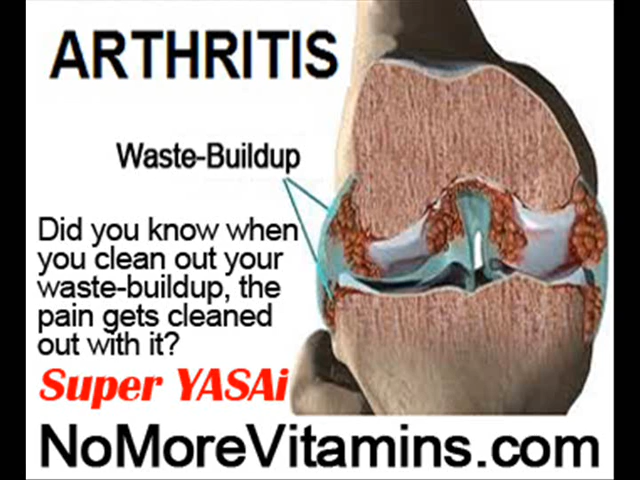 ARTHRITIS
Waste-Buildup
Did you know when
you clean out your
waste-buildup, the
pain gets cleaned
out with it?
Super YASAi
NoMoreVitamins.com